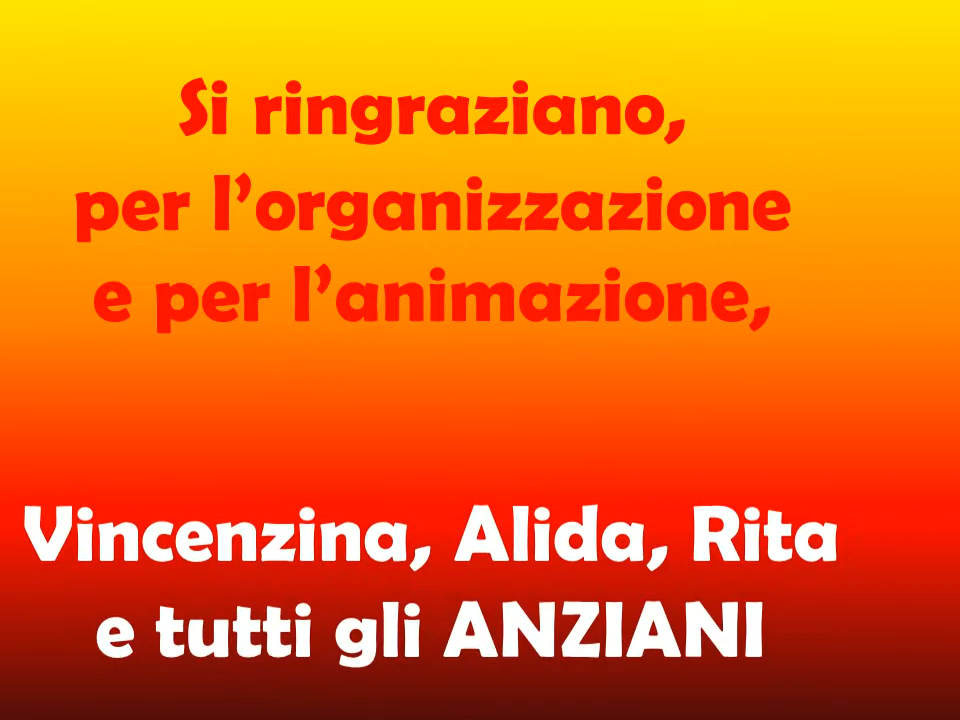 Si ringraziano,
per l’organizzazione
e per l’animazione,
Vincenzina, Alida, Rita
e tutti gli ANZIANI